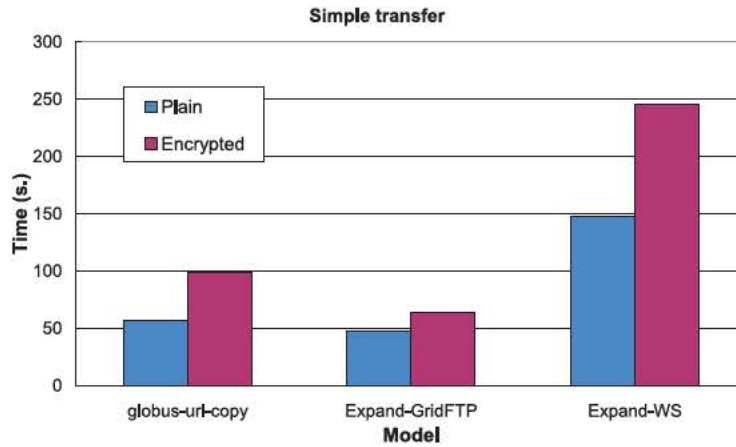 Simple transfer
300
250
200
150
100
50
0
Time (s.)
Plain
Encrypted
globus-url-copy
Expand-GridFTP
Expand-WS
Model